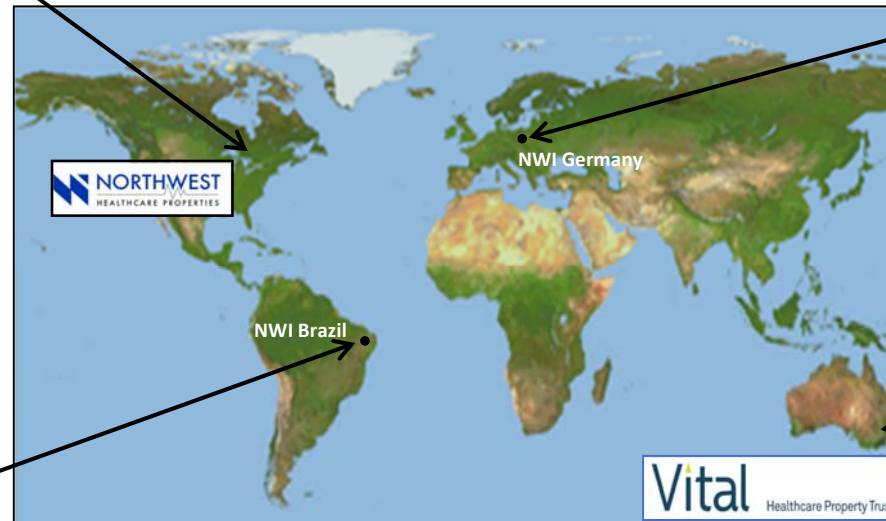 NWI Germany
NORTHWEST
HEALTHCARE PROPERTIES
NWI Brazil
Vital Healthcare Property Trus